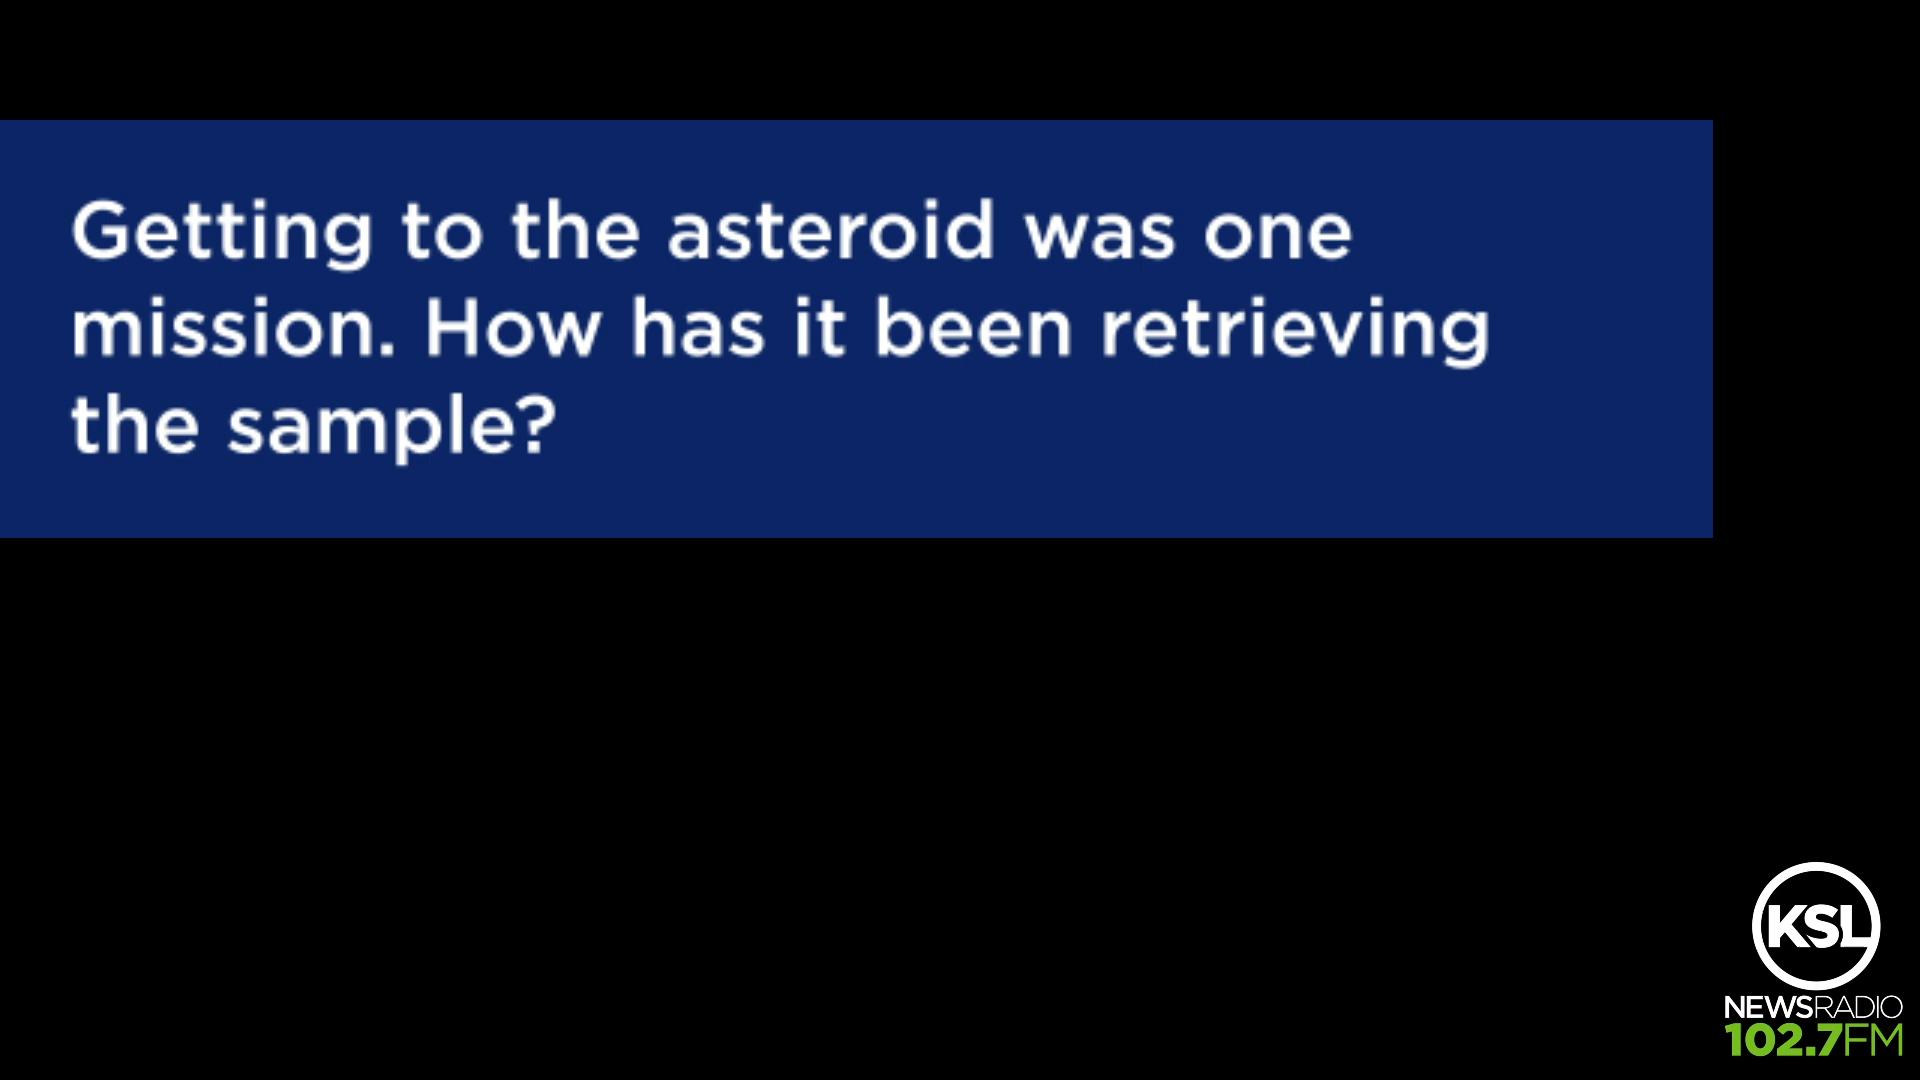 Getting to the asteroid was one
mission. How has it been retrieving
the sample?
KSL
NEWSRADIO
102.7FM